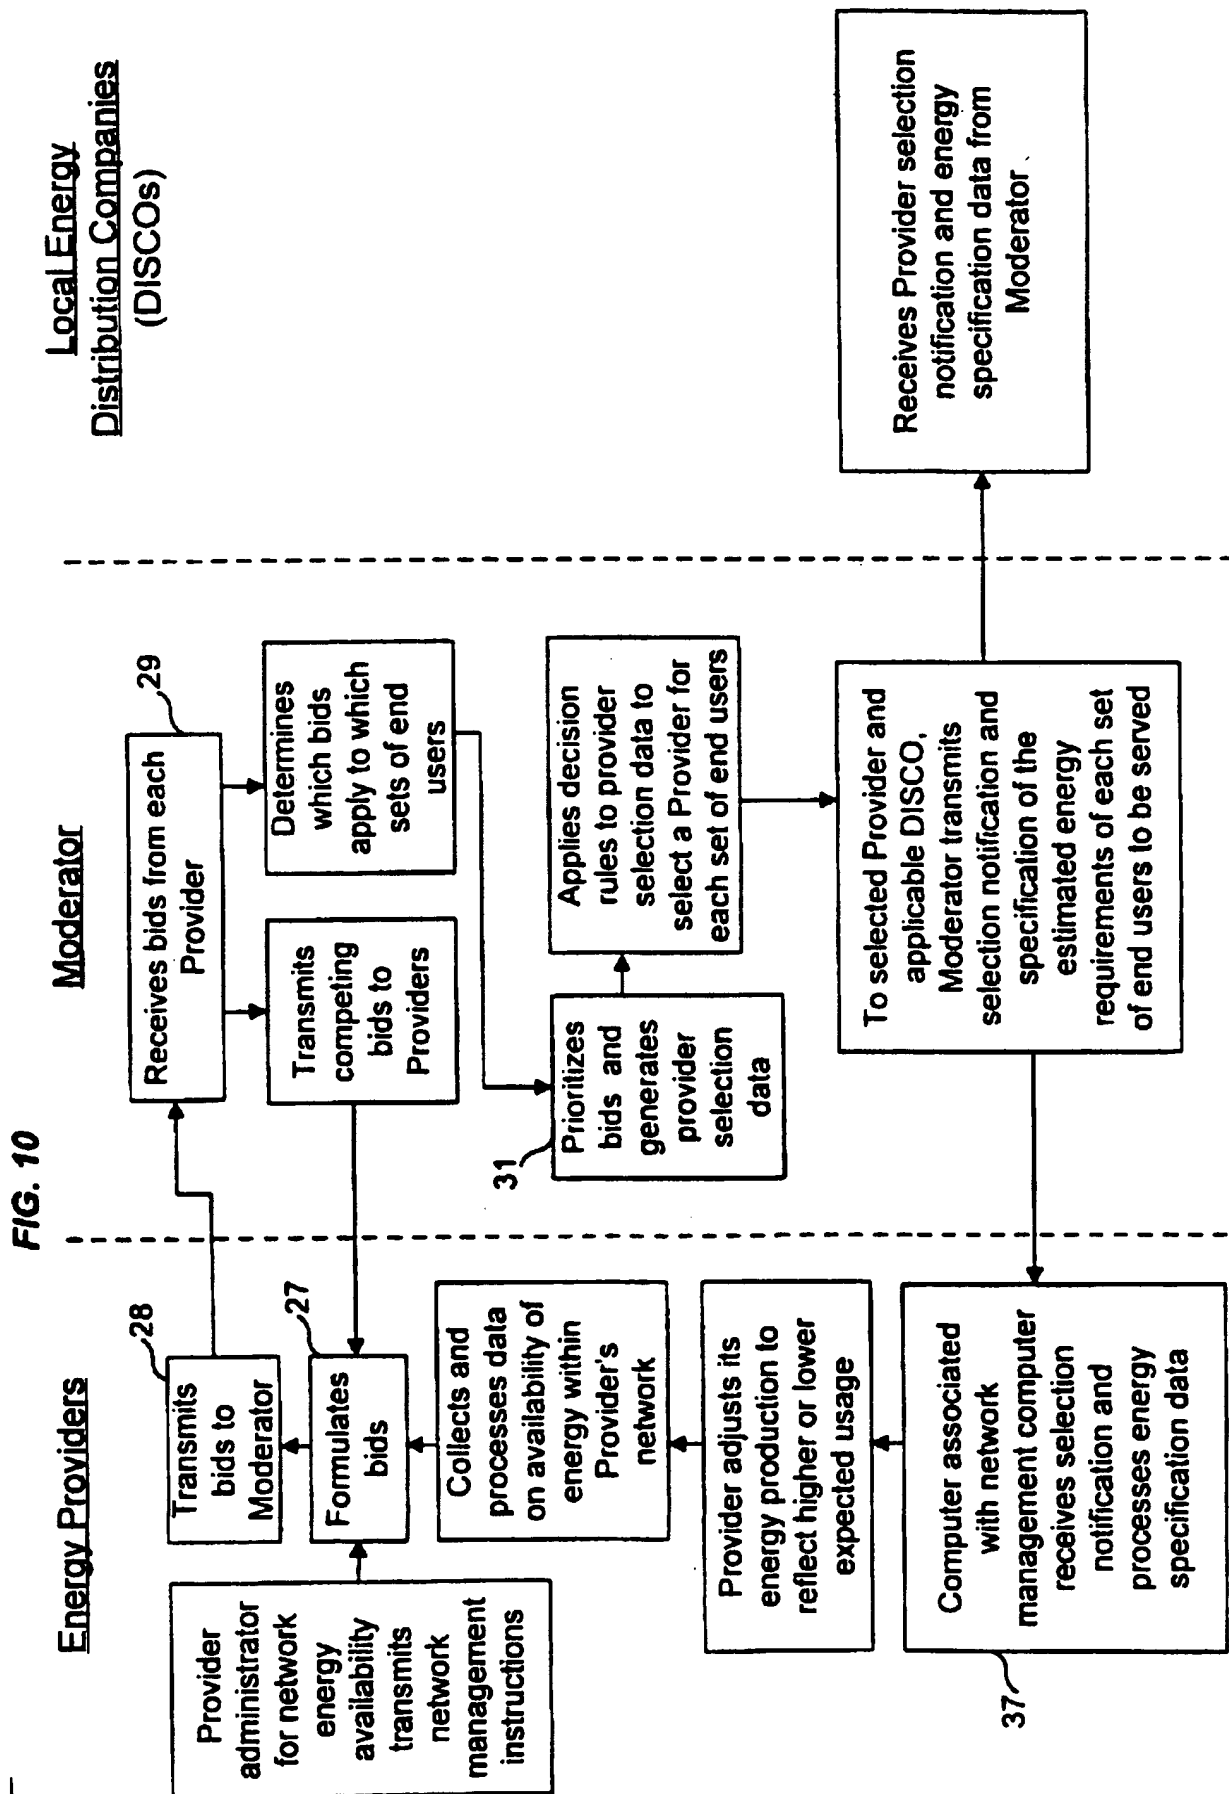 FIG. 10
Energy Providers
Moderator
Local Energy
Distribution Companies
(DISCOs)
Provider
administrator
for network
energy
availability
transmits
network
management
instructions
28
Transmits
bids to
Moderator
27
Formulates
bids
Collects and
processes data
on availability of
energy within
Provider's
network
Provider adjusts its
energy production to
reflect higher or lower
expected usage
Computer associated
with network
management computer
receives selection
notification and
processes energy
specification data
37
29
Receives bids from each
Provider
Transmits
competing
bids to
Providers
Determines
which bids
apply to which
sets of end
users
31
Prioritizes
bids and
generates
provider
selection
data
Applies decision
rules to provider
selection data to
select a Provider for
each set of end users
To selected Provider and
applicable DISCO,
Moderator transmits
selection notification and
specification of the
estimated energy
requirements of each set
of end users to be served
Receives Provider selection
notification and energy
specification data from
Moderator